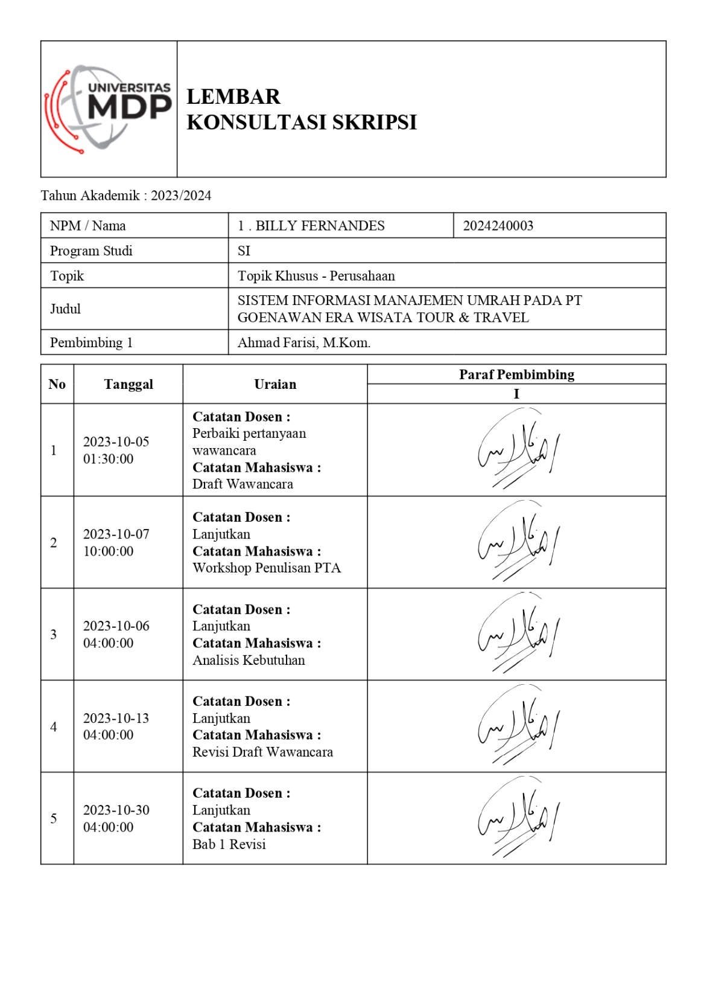 UNIVERSITAS
MDP
LEMBAR
KONSULTASI SKRIPSI
Tahun Akademik : 2023/2024
NPM / Nama
1 . BILLY FERNANDES
2024240003
Program Studi
SI
Topik
Topik Khusus - Perusahaan
Judul
SISTEM INFORMASI MANAJEMEN UMRAH PADA PT
GOENAWAN ERA WISATA TOUR & TRAVEL
Pembimbing 1
Ahmad Farisi, M.Kom.
No
Tanggal
Uraian
Paraf Pembimbing
I
1
2023-10-05
01:30:00
Catatan Dosen :
Perbaiki pertanyaan
wawancara
Catatan Mahasiswa :
Draft Wawancara
2
2023-10-07
10:00:00
Catatan Dosen :
Lanjutkan
Catatan Mahasiswa :
Workshop Penulisan PTA
3
2023-10-06
04:00:00
Catatan Dosen :
Lanjutkan
Catatan Mahasiswa :
Analisis Kebutuhan
4
2023-10-13
04:00:00
Catatan Dosen :
Lanjutkan
Catatan Mahasiswa :
Revisi Draft Wawancara
5
2023-10-30
04:00:00
Catatan Dosen :
Lanjutkan
Catatan Mahasiswa :
Bab 1 Revisi